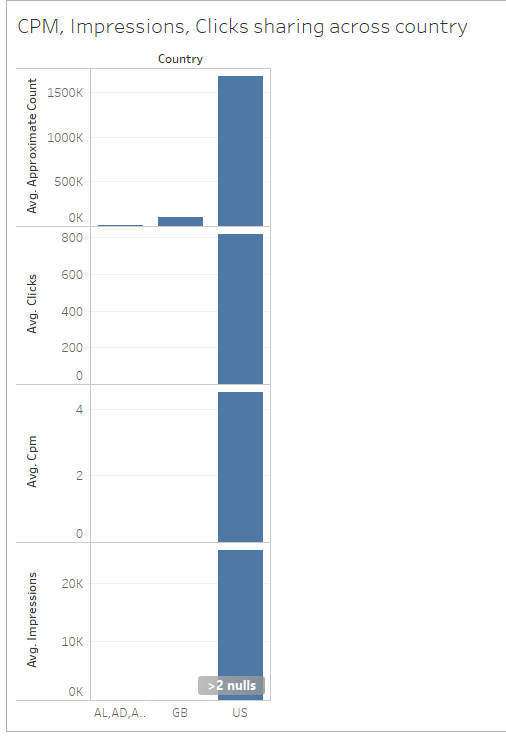 CPM, Impressions, Clicks sharing across country
Country
Avg. Approximate Count
1500K
1000K
500K
0K
Avg. Clicks
800
600
400
200
0
Avg. Cpm
4
2
0
Avg. Impressions
20K
10K
0K
>2 nulls
AL,AD,A.. GB US